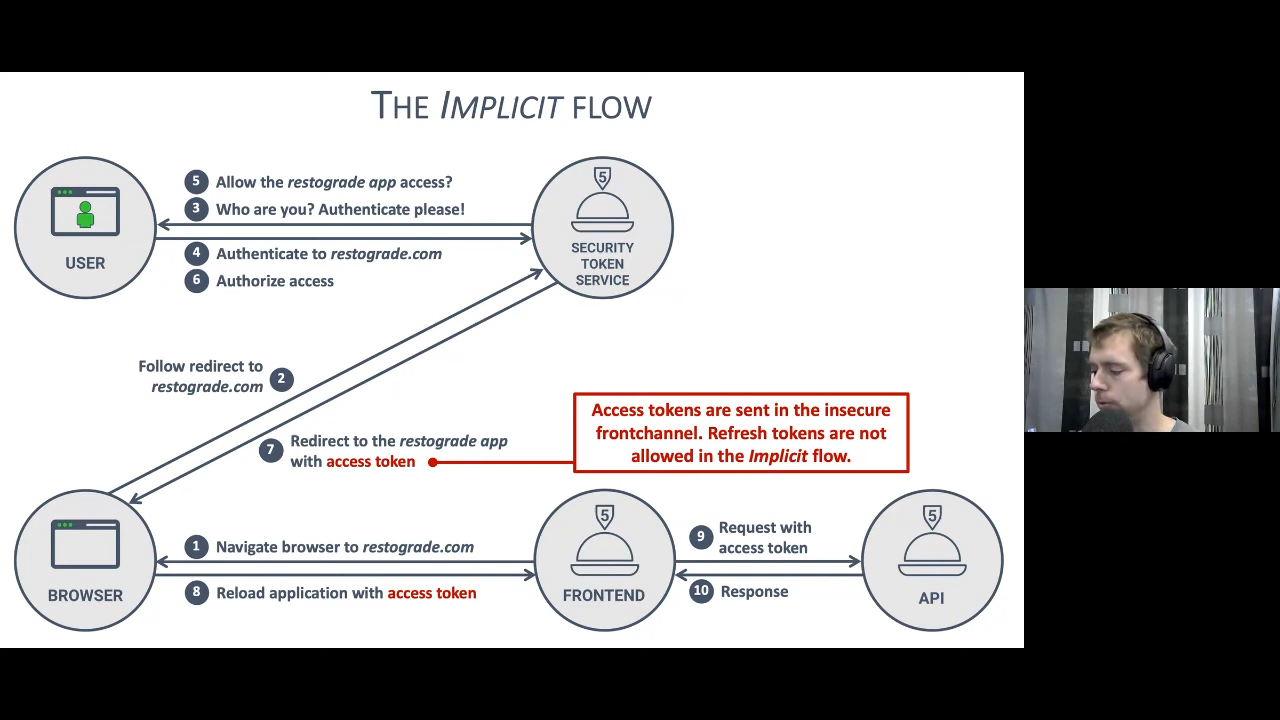 THE IMPLICIT FLOW
5 Allow the restograde app access?
3 Who are you? Authenticate please!
4 Authenticate to restograde.com
6 Authorize access
USER
5
SECURITY
TOKEN
SERVICE
Follow redirect to
restograde.com
2
7 Redirect to the restograde app
with access token
Access tokens are sent in the insecure
frontchannel. Refresh tokens are not
allowed in the Implicit flow.
1 Navigate browser to restograde.com
8 Reload application with access token
BROWSER
5
FRONTEND
9 Request with
access token
10 Response
5
API